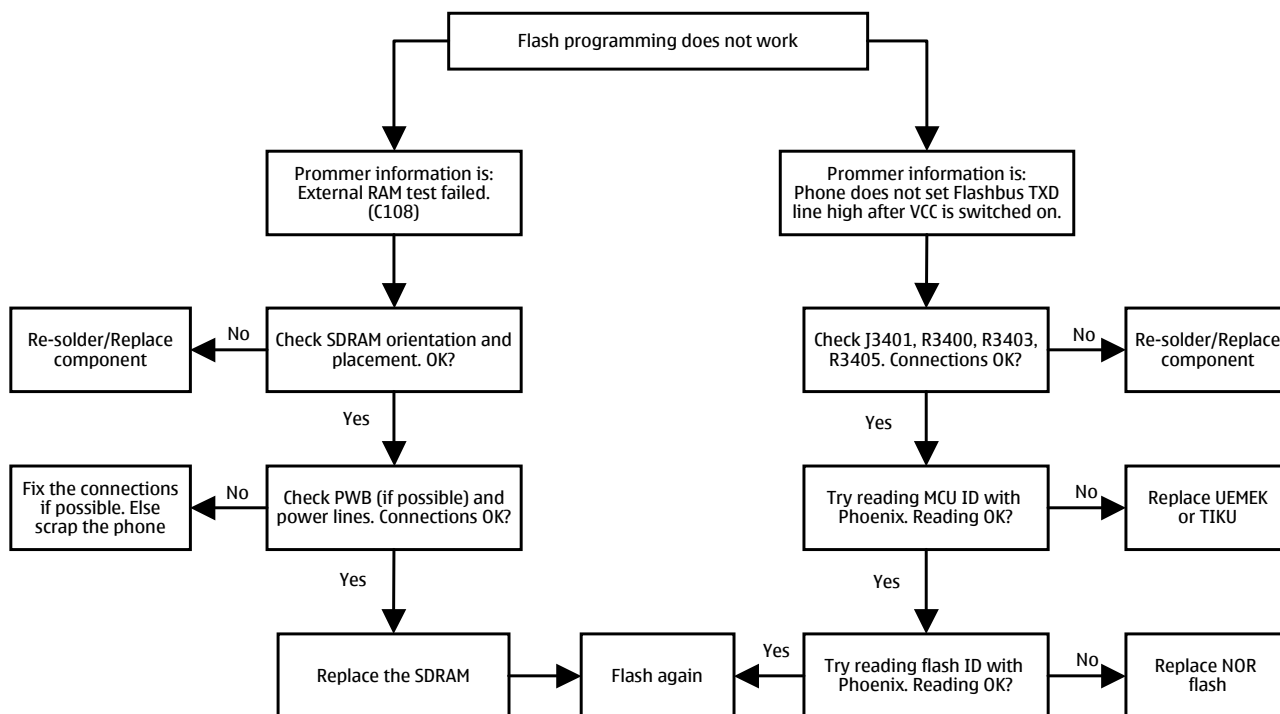 Flash programming does not work
Prommer information is:
External RAM test failed.
(C108)
Prommer information is:
Phone does not set Flashbus TXD
line high after VCC is switched on.
Re-solder/Replace
component
No
Check SDRAM orientation and
placement. OK?
Check J3401, R3400, R3403,
R3405. Connections OK?
No
Re-solder/Replace
component
Yes
Yes
Fix the connections
if possible. Else
scrap the phone
No
Check PWB (if possible) and
power lines. Connections OK?
Try reading MCU ID with
Phoenix. Reading OK?
No
Replace UEMEK
or TIKU
Yes
Yes
Replace the SDRAM
Flash again
Yes
Try reading flash ID with
Phoenix. Reading OK?
No
Replace NOR
flash